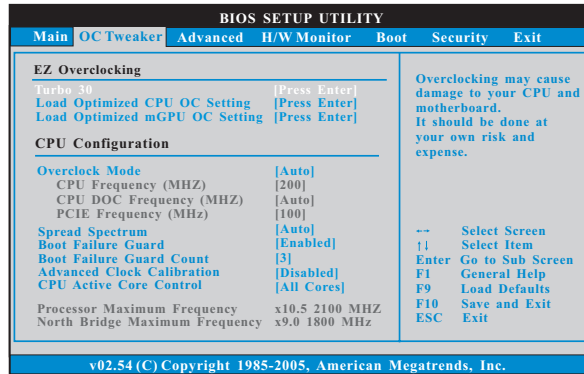 BIOS SETUP UTILITY
Main OC Tweaker Advanced H/W Monitor Boot Security Exit
EZ Overclocking
Turbo 30 [Press Enter]
Load Optimized CPU OC Setting [Press Enter]
Load Optimized mGPU OC Setting [Press Enter]
CPU Configuration
Overclock Mode [Auto]
CPU Frequency (MHZ) [200]
CPU DOC Frequency (MHZ) [Auto]
PCIE Frequency (MHz) [100]
Spread Spectrum [Auto]
Boot Failure Guard [Enabled]
Boot Failure Guard Count [3]
Advanced Clock Calibration [Disabled]
CPU Active Core Control [All Cores]
Processor Maximum Frequency x10.5 2100 MHZ
North Bridge Maximum Frequency x9.0 1800 MHz
Overclocking may cause
damage to your CPU and
motherboard.
It should be done at
your own risk and
expense.
←→ Select Screen
↑↓ Select Item
Enter Go to Sub Screen
F1 General Help
F9 Load Defaults
F10 Save and Exit
ESC Exit
v02.54 (C) Copyright 1985-2005, American Megatrends, Inc.